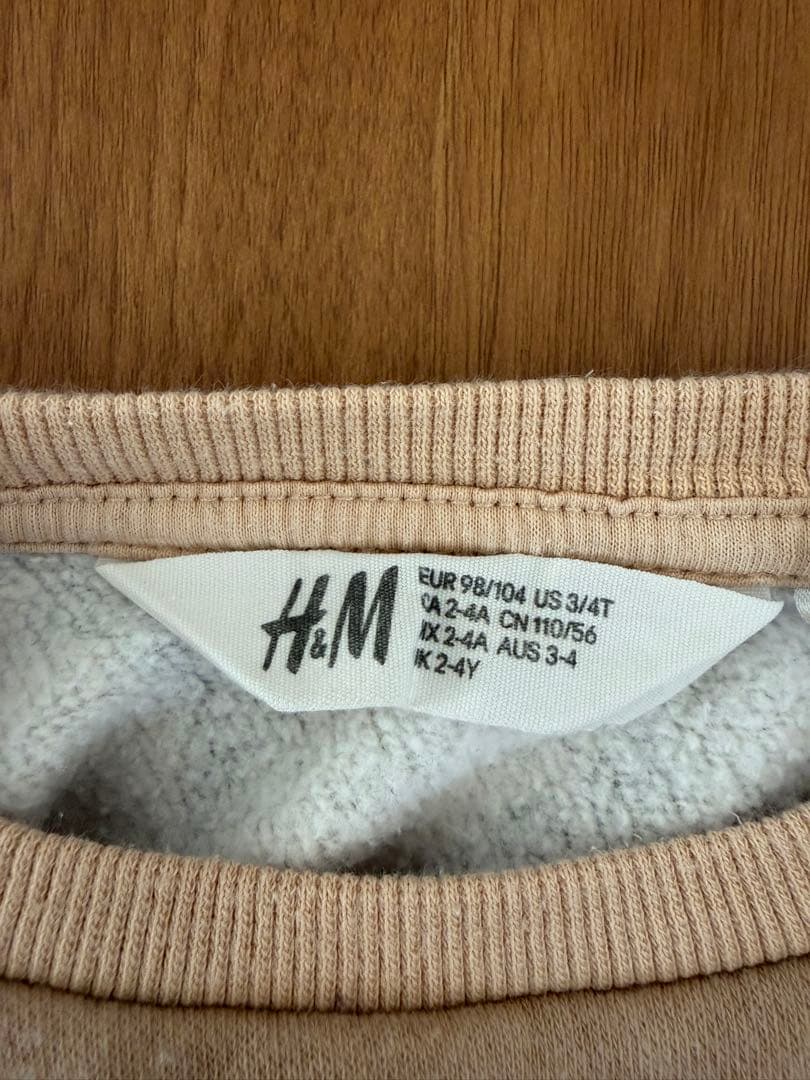 H&M
EUR 98/104 US 3/4T
CA 2-4A CN 110/56
MX 2-4A AUS 3-4
UK 2-4Y